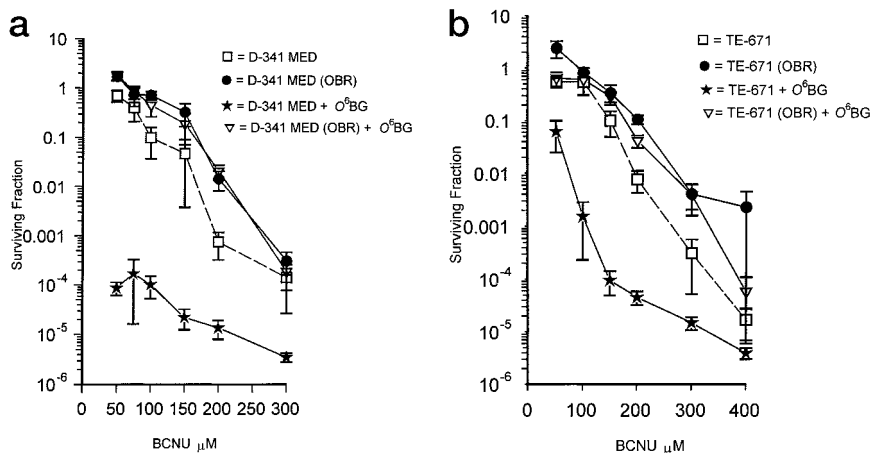 a
□ = D-341 MED
● = D-341 MED (OBR)
★ = D-341 MED + O⁶BG
▽ = D-341 MED (OBR) + O⁶BG
Surviving Fraction
10
1
0.1
0.01
0.001
10⁻⁴
10⁻⁵
10⁻⁶
0 50 100 150 200 250 300
BCNU μM
b
□ = TE-671
● = TE-671 (OBR)
★ = TE-671 + O⁶BG
▽ = TE-671 (OBR) + O⁶BG
Surviving Fraction
10
1
0.1
0.01
0.001
10⁻⁴
10⁻⁵
10⁻⁶
0 100 200 300 400
BCNU μM